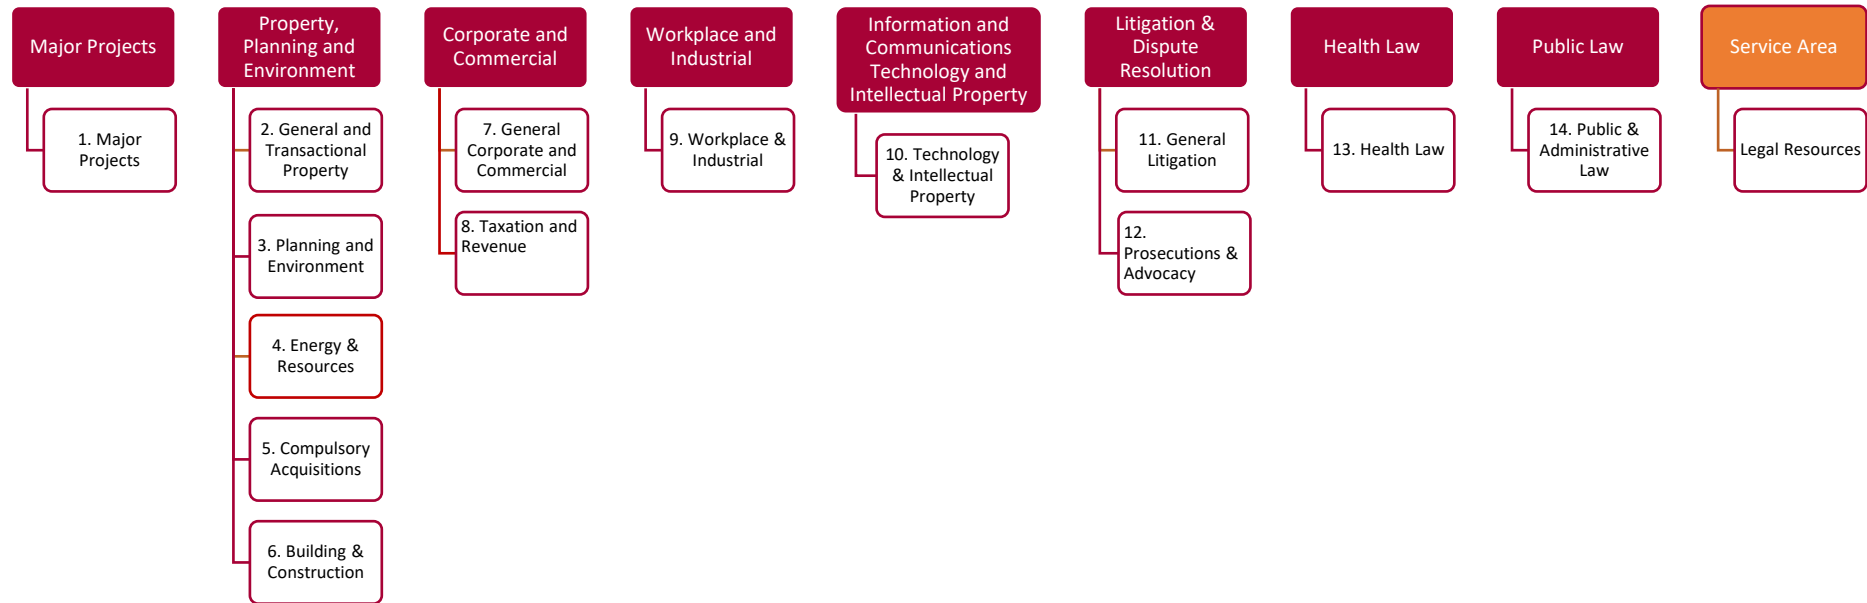 Major Projects
1. Major
Projects
Property,
Planning and
Environment
2. General and
Transactional
Property
3. Planning and
Environment
4. Energy &
Resources
5. Compulsory
Acquisitions
6. Building &
Construction
Corporate and
Commercial
7. General
Corporate and
Commercial
8. Taxation and
Revenue
Workplace and
Industrial
9. Workplace &
Industrial
Information and
Communications
Technology and
Intellectual Property
10. Technology
& Intellectual
Property
Litigation &
Dispute
Resolution
11. General
Litigation
12.
Prosecutions &
Advocacy
Health Law
13. Health Law
Public Law
14. Public &
Administrative
Law
Service Area
Legal Resources